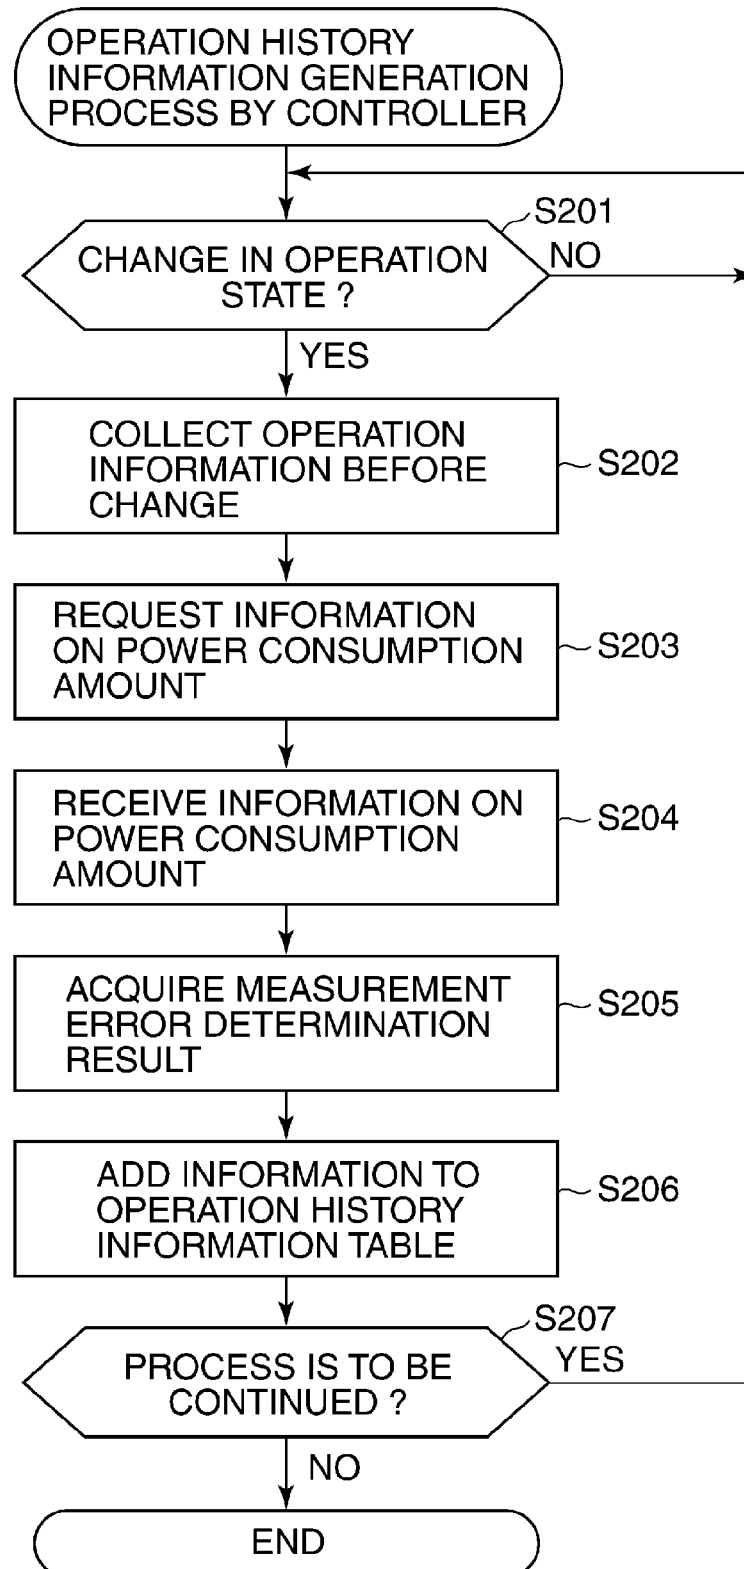 OPERATION HISTORY
INFORMATION GENERATION
PROCESS BY CONTROLLER
S201
CHANGE IN OPERATION
STATE ?
NO
YES
COLLECT OPERATION
INFORMATION BEFORE
CHANGE
S202
REQUEST INFORMATION
ON POWER CONSUMPTION
AMOUNT
S203
RECEIVE INFORMATION ON
POWER CONSUMPTION
AMOUNT
S204
ACQUIRE MEASUREMENT
ERROR DETERMINATION
RESULT
S205
ADD INFORMATION TO
OPERATION HISTORY
INFORMATION TABLE
S206
S207
PROCESS IS TO BE
CONTINUED ?
YES
NO
END